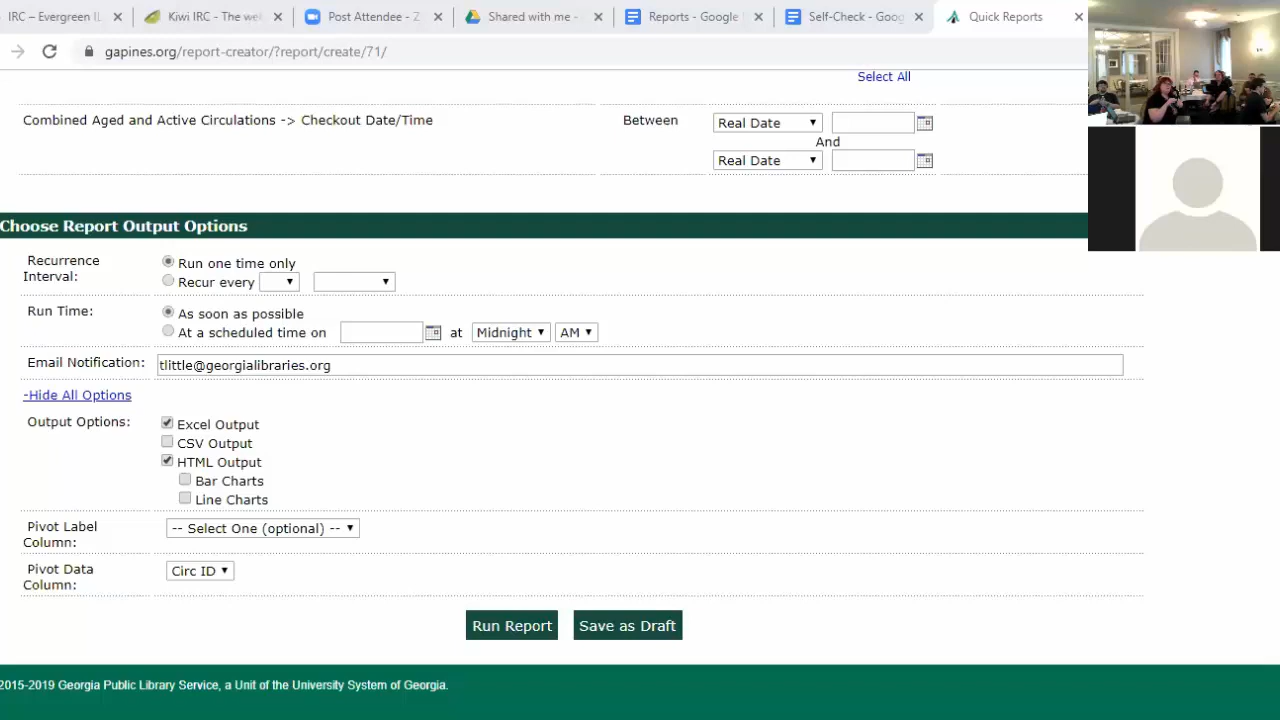 IRC – Evergreen IL
Kiwi IRC - The we
Post Attendee - Z
Shared with me -
Reports - Google
Self-Check - Goog
Quick Reports
gapines.org/report-creator/?report/create/71/
Select All
Combined Aged and Active Circulations -> Checkout Date/Time
Between
Real Date
And
Real Date
Choose Report Output Options
Recurrence
Interval:
Run one time only
Recur every
Run Time:
As soon as possible
At a scheduled time on
at
Midnight
AM
Email Notification:
tlittle@georgialibraries.org
-Hide All Options
Output Options:
Excel Output
CSV Output
HTML Output
Bar Charts
Line Charts
Pivot Label
Column:
-- Select One (optional) --
Pivot Data
Column:
Circ ID
Run Report
Save as Draft
2015-2019 Georgia Public Library Service, a Unit of the University System of Georgia.